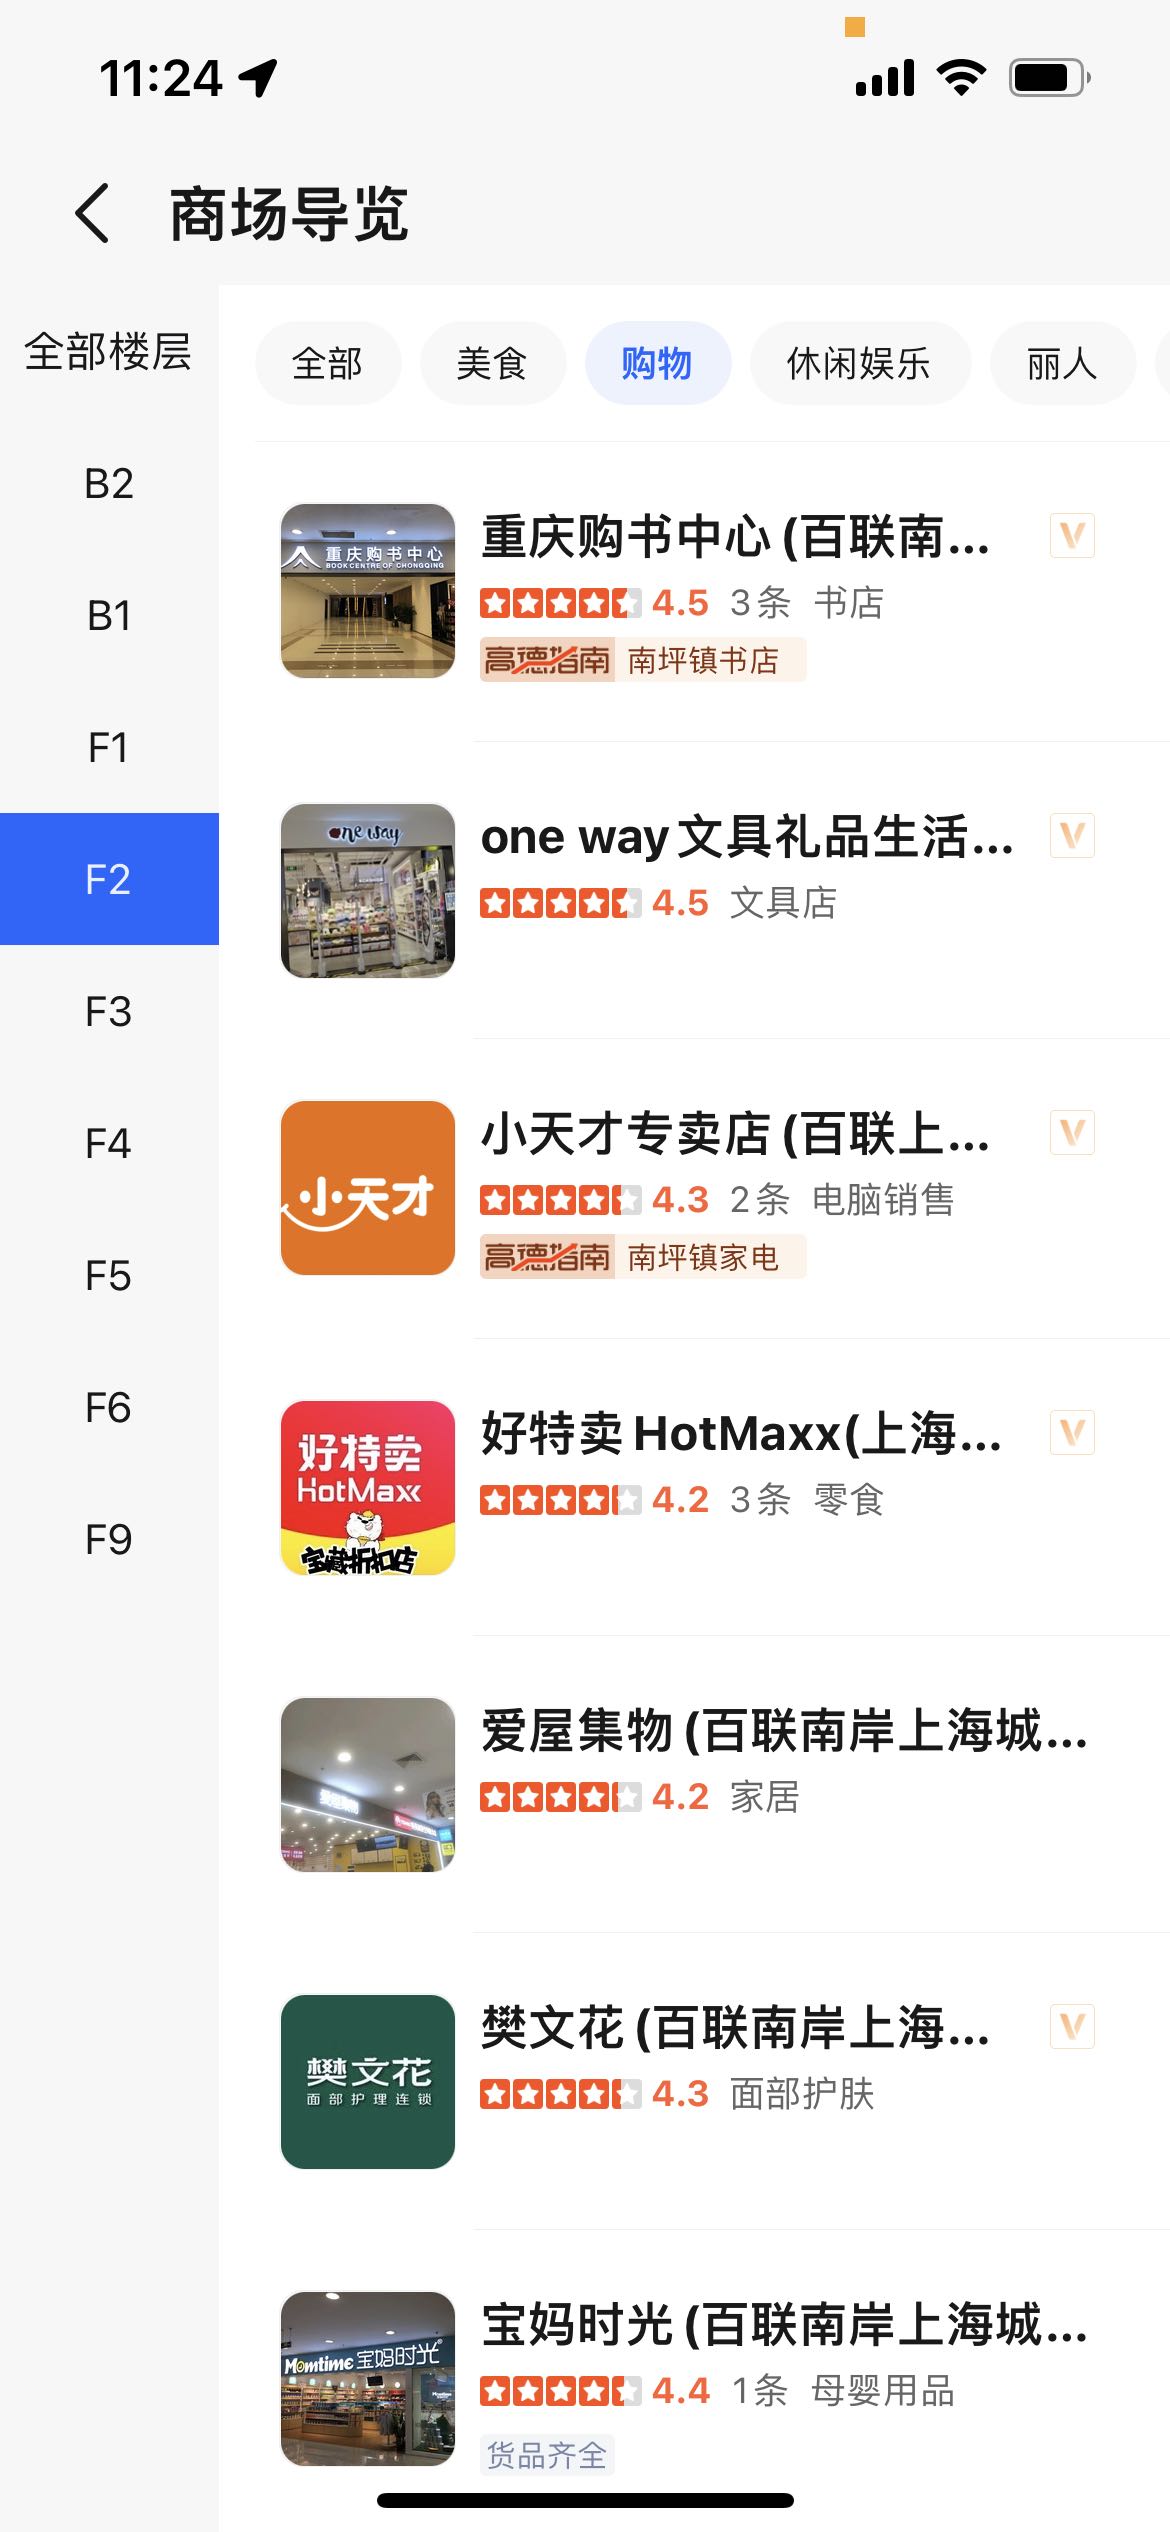 11:24
商场导览
全部楼层
B2
B1
F1
F2
F3
F4
F5
F6
F9
全部
美食
购物
休闲娱乐
丽人
重庆购书中心
BOOK CENTRE OF CHONGQING
重庆购书中心(百联南...
4.5 3条 书店
高德指南 南坪镇书店
one way
one way文具礼品生活...
4.5 文具店
小天才
小天才专卖店(百联上...
4.3 2条 电脑销售
高德指南 南坪镇家电
好特卖
HotMaxx
宝藏折扣店
好特卖HotMaxx(上海...
4.2 3条 零食
爱屋集物(百联南岸上海城...
4.2 家居
樊文花
面部护理连锁
樊文花(百联南岸上海...
4.3 面部护肤
Momtime 宝妈时光
宝妈时光(百联南岸上海城...
4.4 1条 母婴用品
货品齐全